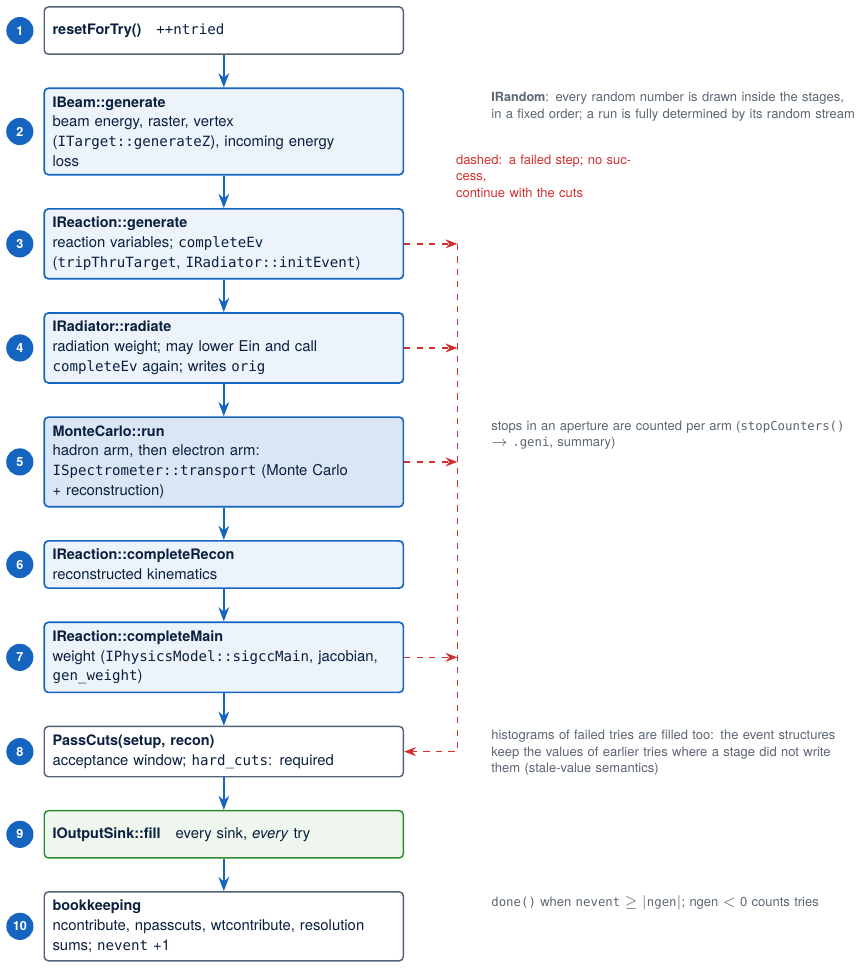 1
resetForTry() ++ntried
2
IBeam::generate
beam energy, raster, vertex
(ITarget::generateZ), incoming energy
loss
IRandom: every random number is drawn inside the stages,
in a fixed order; a run is fully determined by its random stream
dashed: a failed step; no suc-
cess,
continue with the cuts
3
IReaction::generate
reaction variables; completeEv
(tripThruTarget, IRadiator::initEvent)
4
IRadiator::radiate
radiation weight; may lower Ein and call
completeEv again; writes orig
5
MonteCarlo::run
hadron arm, then electron arm:
ISpectrometer::transport (Monte Carlo
+ reconstruction)
stops in an aperture are counted per arm (stopCounters()
→ .geni, summary)
6
IReaction::completeRecon
reconstructed kinematics
7
IReaction::completeMain
weight (IPhysicsModel::sigccMain, jacobian,
gen_weight)
8
PassCuts(setup, recon)
acceptance window; hard_cuts: required
histograms of failed tries are filled too: the event structures
keep the values of earlier tries where a stage did not write
them (stale-value semantics)
9
IOutputSink::fill every sink, every try
10
bookkeeping
ncontribute, npasscuts, wtcontribute, resolution
sums; nevent +1
done() when nevent ≥ |ngen|; ngen < 0 counts tries